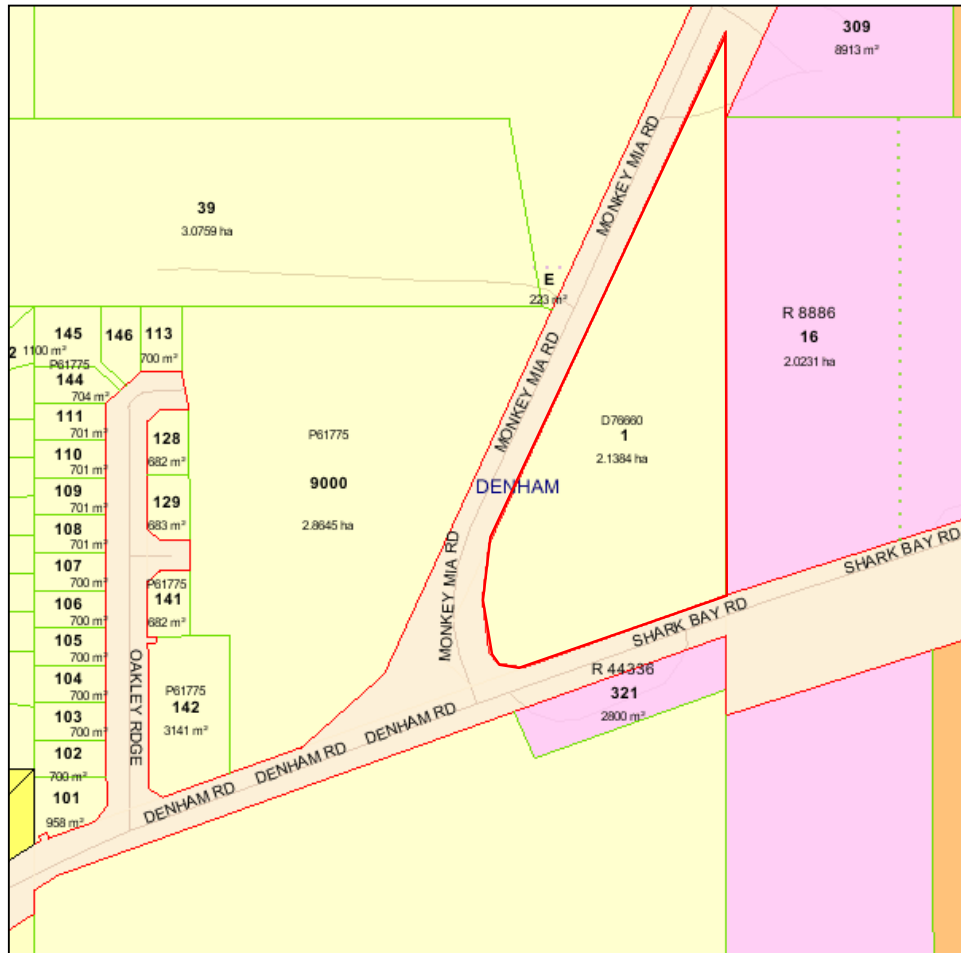 309
8913 m²
MONKEY MIA RD
39
3.0759 ha
E
223 m²
R 8886
16
2.0231 ha
145
1100 m²
2
P61775
146
113
700 m²
144
704 m²
MONKEY MIA RD
111
701 m²
128
682 m²
P61775
D76660
1
2.1384 ha
110
701 m²
9000
DENHAM
109
701 m²
129
683 m²
2.8645 ha
108
701 m²
SHARK BAY RD
107
700 m²
P61775
141
682 m²
MONKEY MIA RD
106
700 m²
SHARK BAY RD
105
700 m²
OAKLEY RDGE
R 44336
321
2800 m²
104
700 m²
P61775
142
3141 m²
103
700 m²
DENHAM RD
DENHAM RD
102
700 m²
DENHAM RD
101
958 m²